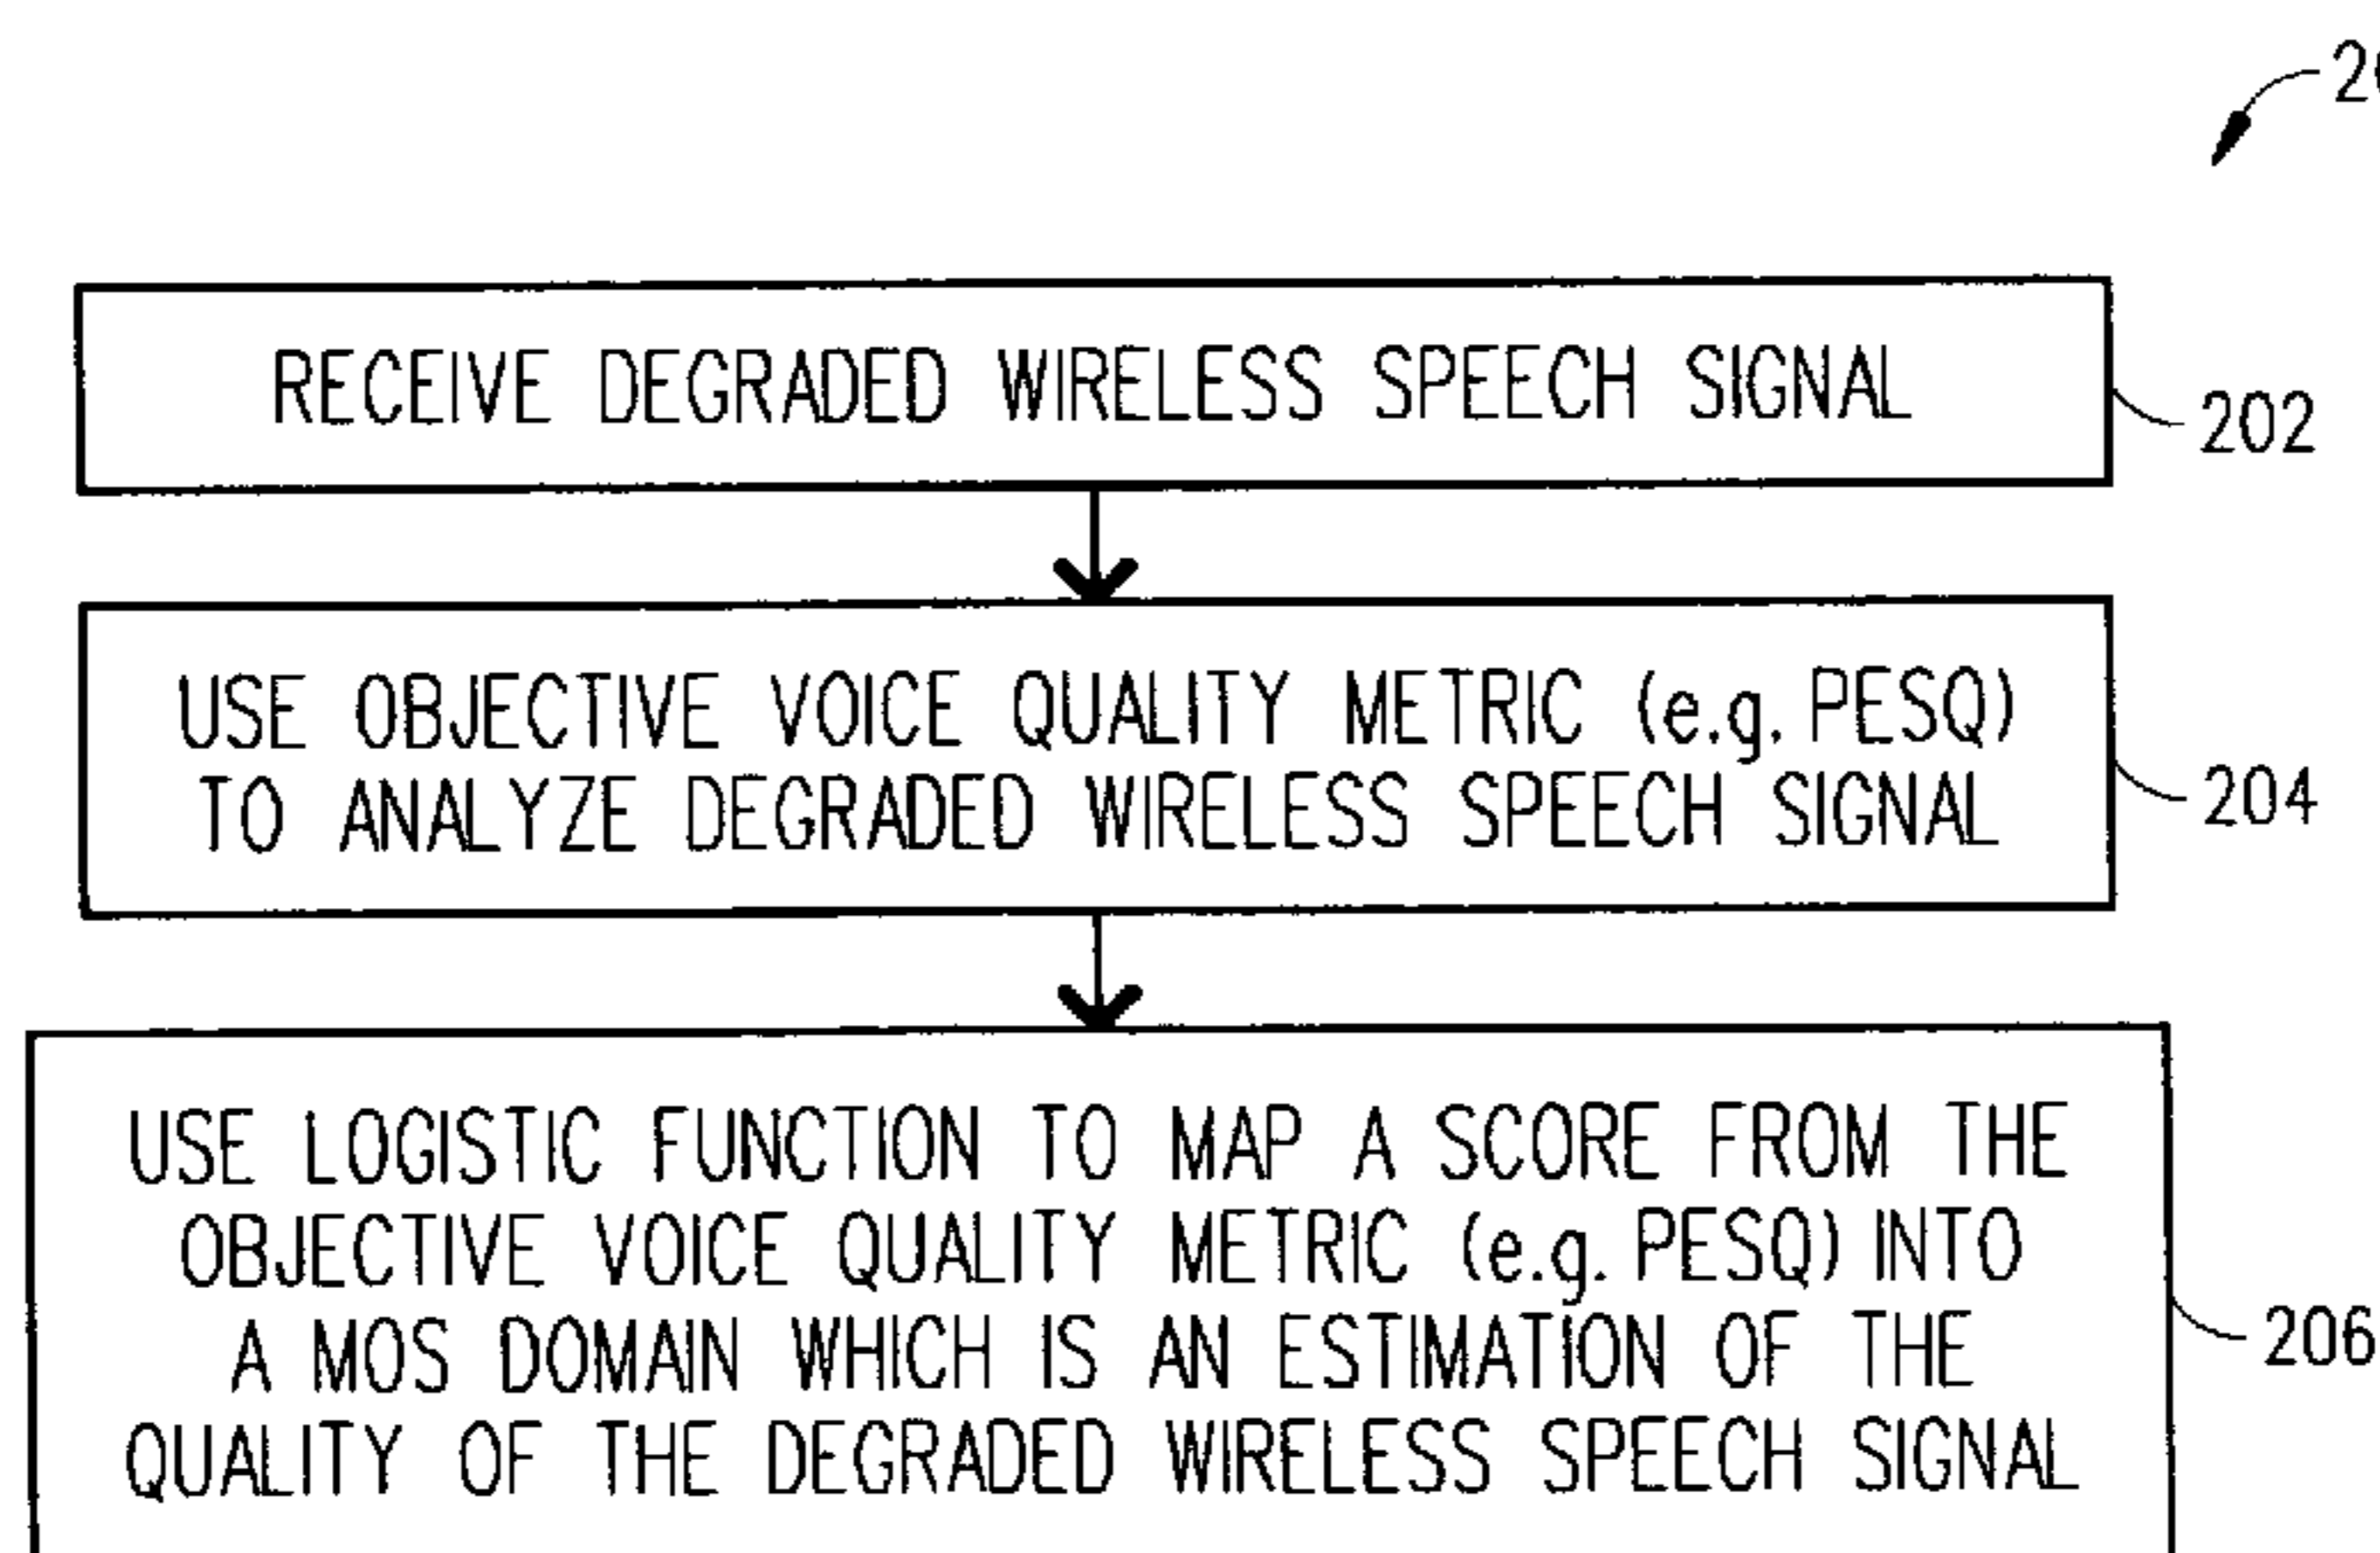 RECEIVE DEGRADED WIRELESS SPEECH SIGNAL
202
USE OBJECTIVE VOICE QUALITY METRIC (e.g. PESQ)
TO ANALYZE DEGRADED WIRELESS SPEECH SIGNAL
204
USE LOGISTIC FUNCTION TO MAP A SCORE FROM THE
OBJECTIVE VOICE QUALITY METRIC (e.g. PESQ) INTO
A MOS DOMAIN WHICH IS AN ESTIMATION OF THE
QUALITY OF THE DEGRADED WIRELESS SPEECH SIGNAL
206